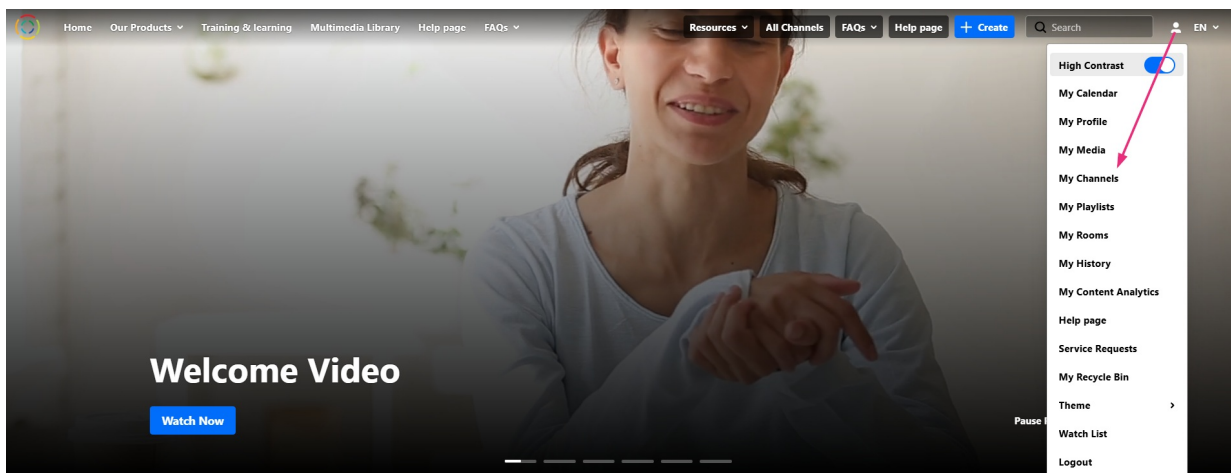 Home Our Products Training & learning Multimedia Library Help page FAQs Resources All Channels FAQs Help page + Create Search EN
High Contrast
My Calendar
My Profile
My Media
My Channels
My Playlists
My Rooms
My History
My Content Analytics
Help page
Service Requests
My Recycle Bin
Theme
Watch List
Logout
Welcome Video
Watch Now
Pause